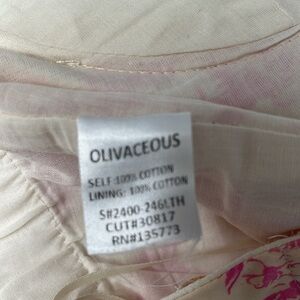 OLIVACEOUS
SELF:100% COTTON
LINING: 100% COTTON
S#2400-246LTH
CUT#30817
RN#135773